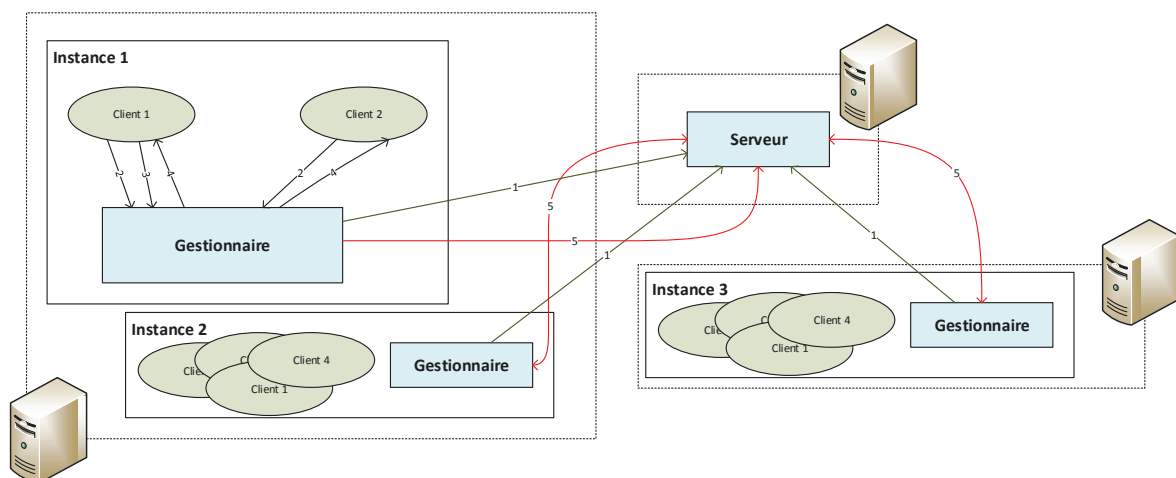 Instance 1
Client 1
Client 2
2
3
4
2
4
Gestionnaire
1
5
5
1
Serveur
5
1
Instance 2
Client 4
Client 1
Gestionnaire
Instance 3
Client 4
Client 1
Gestionnaire